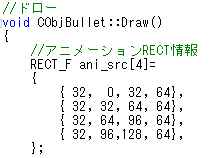 //ドロー
void CObjBullet::Draw()
{
    //アニメーションRECT情報
    RECT_F ani_src[4]=
    {
        { 32,  0, 32, 64},
        { 32, 32, 64, 64},
        { 32, 64, 96, 64},
        { 32, 96,128, 64},
    };